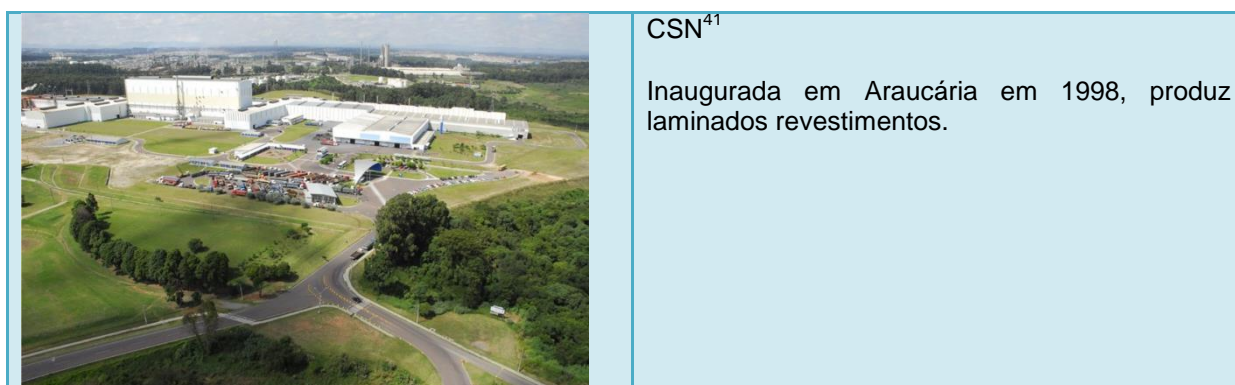 CSN41
Inaugurada em Araucária em 1998, produz
laminados revestimentos.